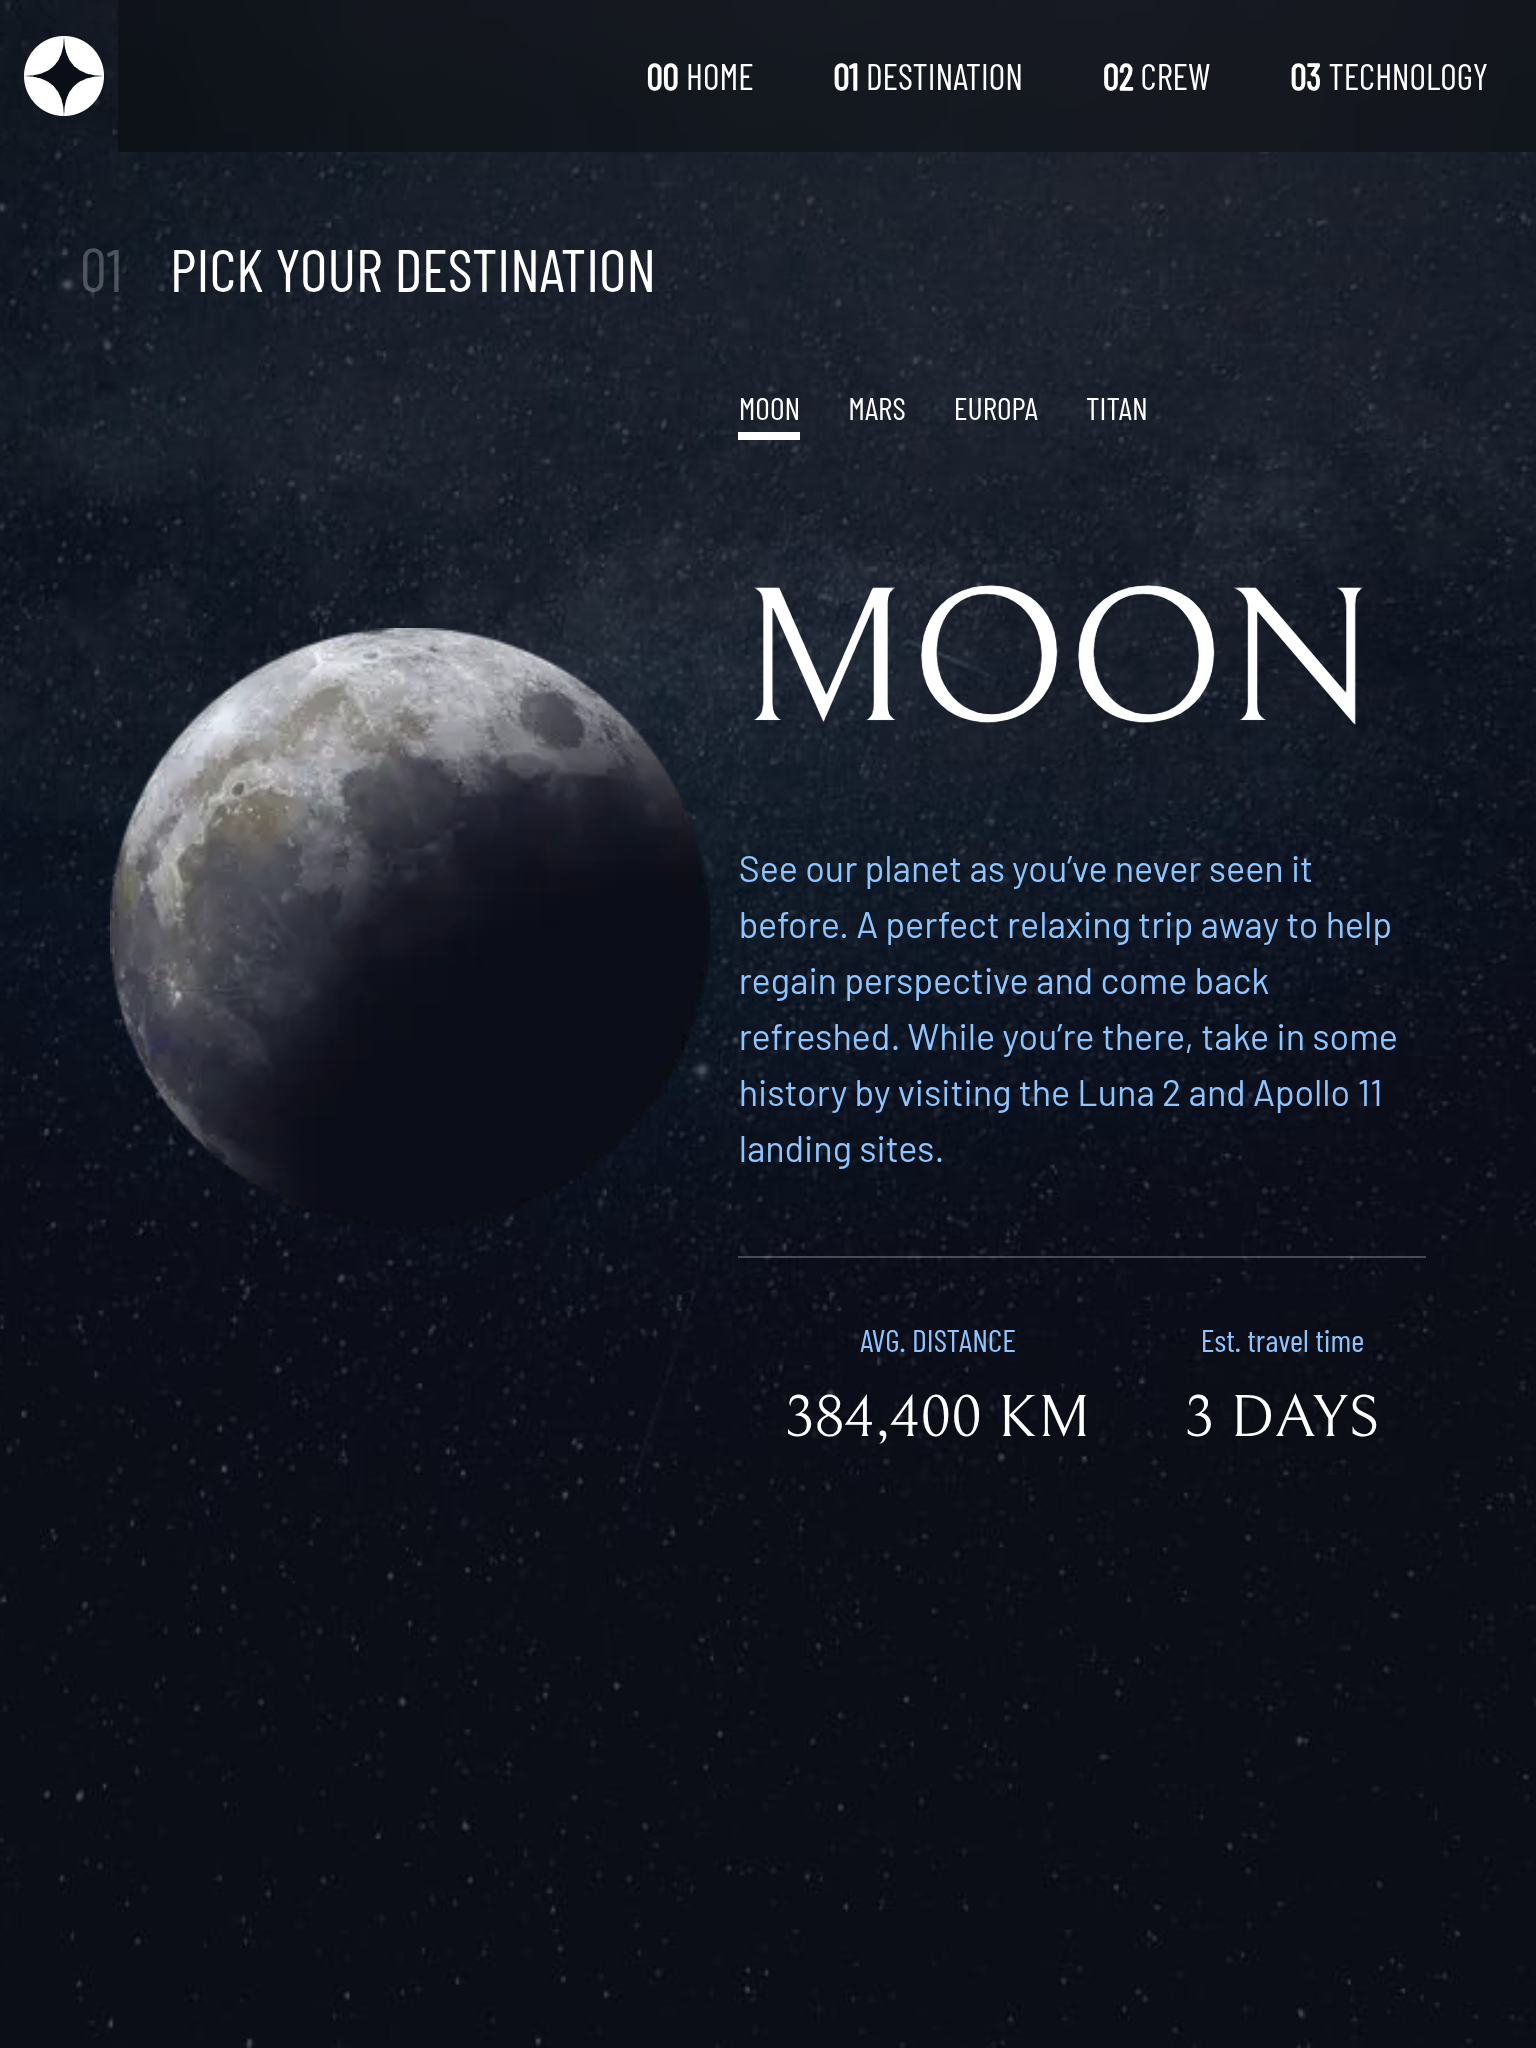 00 HOME 01 DESTINATION 02 CREW 03 TECHNOLOGY
01 PICK YOUR DESTINATION
MOON MARS EUROPA TITAN
MOON
See our planet as you’ve never seen it
before. A perfect relaxing trip away to help
regain perspective and come back
refreshed. While you’re there, take in some
history by visiting the Luna 2 and Apollo 11
landing sites.
AVG. DISTANCE Est. travel time
384,400 KM 3 DAYS